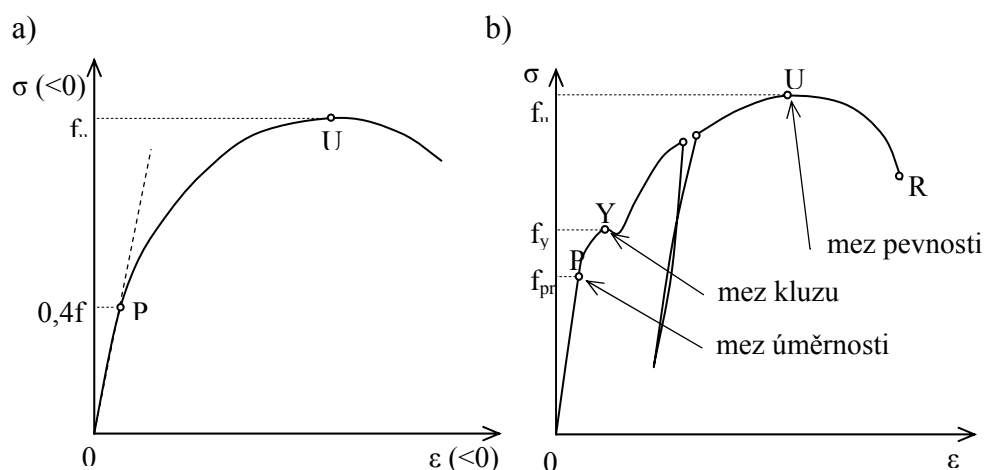 a)
σ (<0)
U
P
0,4f
0
ε (<0)
b)
σ
U
Y
f_y
P
f_pr
R
mez pevnosti
mez kluzu
mez úměrnosti
0
ε